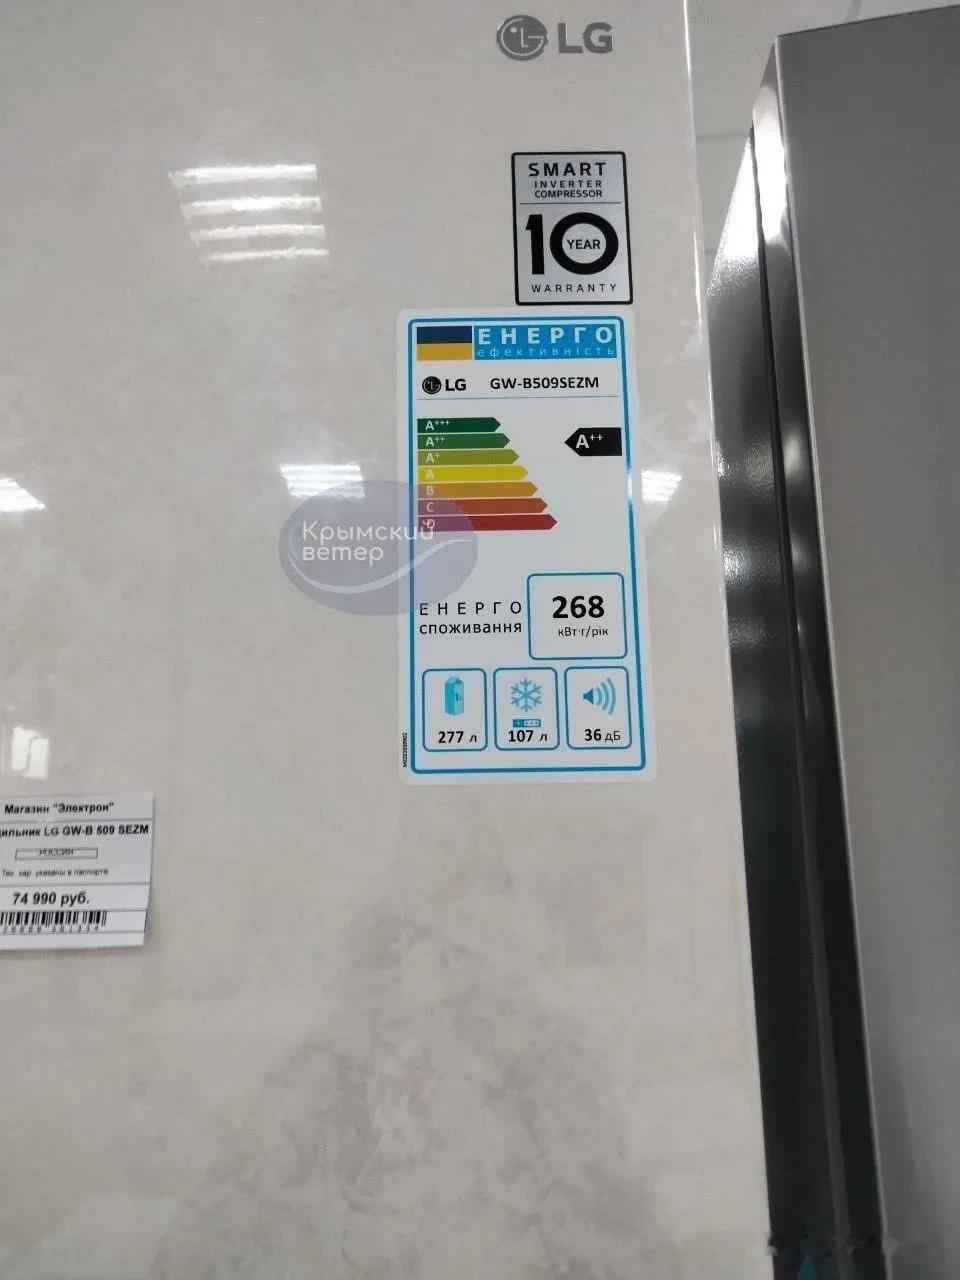 LG
SMART
INVERTER
COMPRESSOR
10 YEAR
WARRANTY
ЕНЕРГО
ефективність
LG GW-B509SEZM
A+++
A++
A++
A+
A
B
C
D
Крымский
ветер
ЕНЕРГО
споживання
268
кВт·г/рік
277 л
107 л
36 дБ
Магазин "Электрон"
дильник LG GW-B 509 SEZM
РОССИЯ
Тех. хар. указаны в паспорте
74 990 руб.